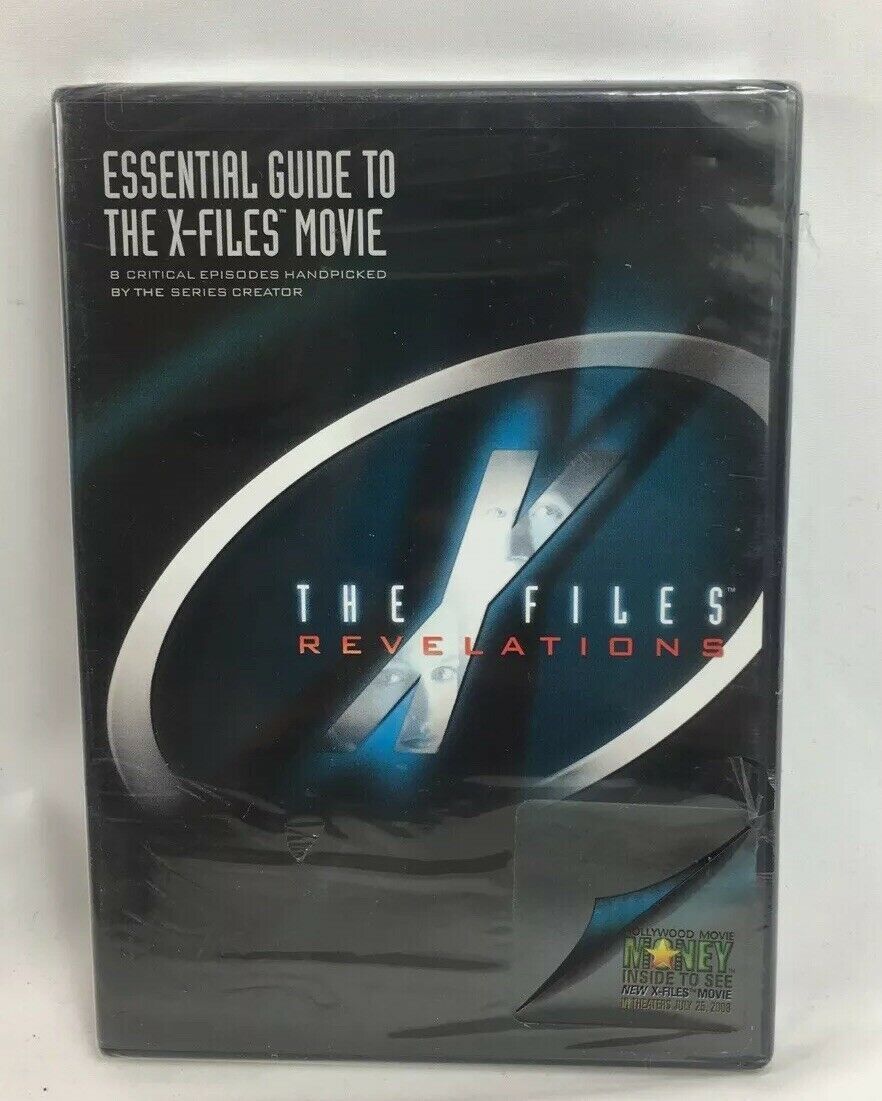 ESSENTIAL GUIDE TO
THE X-FILES™ MOVIE
8 CRITICAL EPISODES HANDPICKED
BY THE SERIES CREATOR
THE X FILES™
REVELATIONS
HOLLYWOOD MOVIE
MONEY™
INSIDE TO SEE
NEW X-FILES™ MOVIE
IN THEATERS JULY 25, 2008